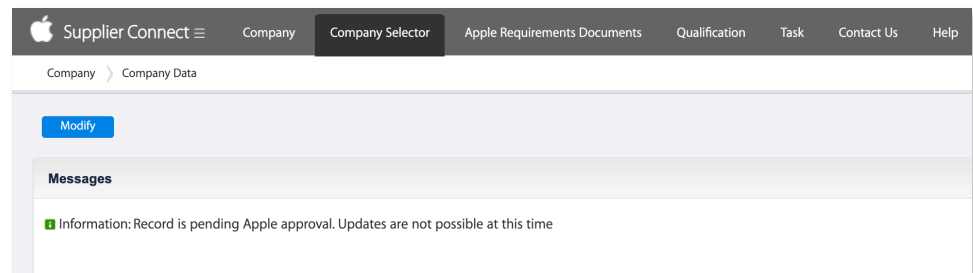 Supplier Connect Company Company Selector Apple Requirements Documents Qualification Task Contact Us Help
Company Company Data
Modify
Messages
Information: Record is pending Apple approval. Updates are not possible at this time